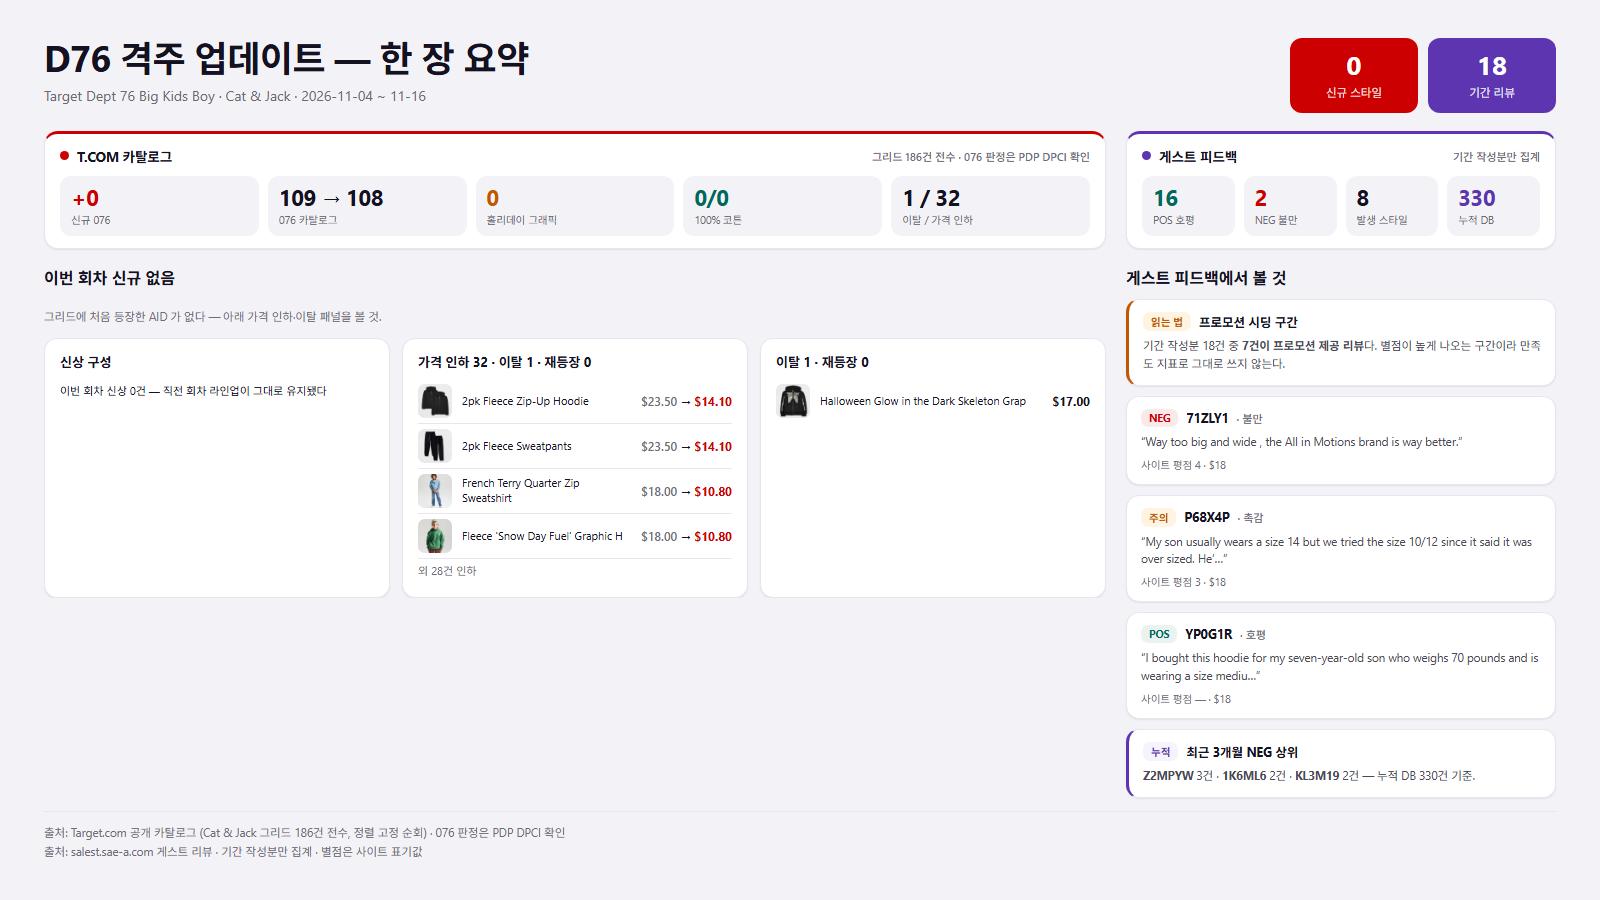 D76 격주 업데이트 — 한 장 요약
Target Dept 76 Big Kids Boy · Cat & Jack · 2026-11-04 ~ 11-16
0
신규 스타일
18
기간 리뷰
T.COM 카탈로그
그리드 186건 전수 · 076 판정은 PDP DPCI 확인
+0
신규 076
109 → 108
076 카탈로그
0
홀리데이 그래픽
0/0
100% 코튼
1 / 32
이탈 / 가격 인하
게스트 피드백
기간 작성분만 집계
16
POS 호평
2
NEG 불만
8
발생 스타일
330
누적 DB
이번 회차 신규 없음
그리드에 처음 등장한 AID 가 없다 — 아래 가격 인하·이탈 패널을 볼 것.
신상 구성
이번 회차 신상 0건 — 직전 회차 라인업이 그대로 유지됐다
가격 인하 32 · 이탈 1 · 재등장 0
2pk Fleece Zip-Up Hoodie $23.50 → $14.10
2pk Fleece Sweatpants $23.50 → $14.10
French Terry Quarter Zip
Sweatshirt $18.00 → $10.80
Fleece 'Snow Day Fuel' Graphic H $18.00 → $10.80
외 28건 인하
이탈 1 · 재등장 0
Halloween Glow in the Dark Skeleton Grap $17.00
게스트 피드백에서 볼 것
읽는 법 프로모션 시딩 구간
기간 작성분 18건 중 7건이 프로모션 제공 리뷰다. 별점이 높게 나오는 구간이라 만족
도 지표로 그대로 쓰지 않는다.
NEG 71ZLY1 · 불만
“Way too big and wide , the All in Motions brand is way better.”
사이트 평점 4 · $18
주의 P68X4P · 촉감
“My son usually wears a size 14 but we tried the size 10/12 since it said it was
over sized. He'…”
사이트 평점 3 · $18
POS YP0G1R · 호평
“I bought this hoodie for my seven-year-old son who weighs 70 pounds and is
wearing a size mediu…”
사이트 평점 — · $18
누적 최근 3개월 NEG 상위
Z2MPYW 3건 · 1K6ML6 2건 · KL3M19 2건 — 누적 DB 330건 기준.
출처: Target.com 공개 카탈로그 (Cat & Jack 그리드 186건 전수, 정렬 고정 순회) · 076 판정은 PDP DPCI 확인
출처: salest.sae-a.com 게스트 리뷰 · 기간 작성분만 집계 · 별점은 사이트 표기값